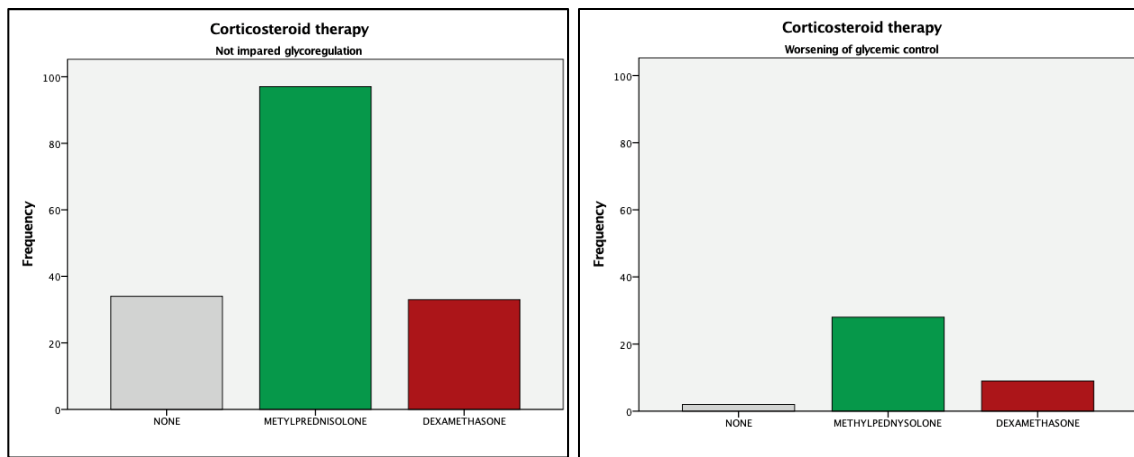 Corticosteroid therapy
Not impared glycoregulation
Frequency
100
80
60
40
20
0
NONE METYLPREDNISOLONE DEXAMETHASONE
Corticosteroid therapy
Worsening of glycemic control
Frequency
100
80
60
40
20
0
NONE METHYLPEDNYSOLONE DEXAMETHASONE